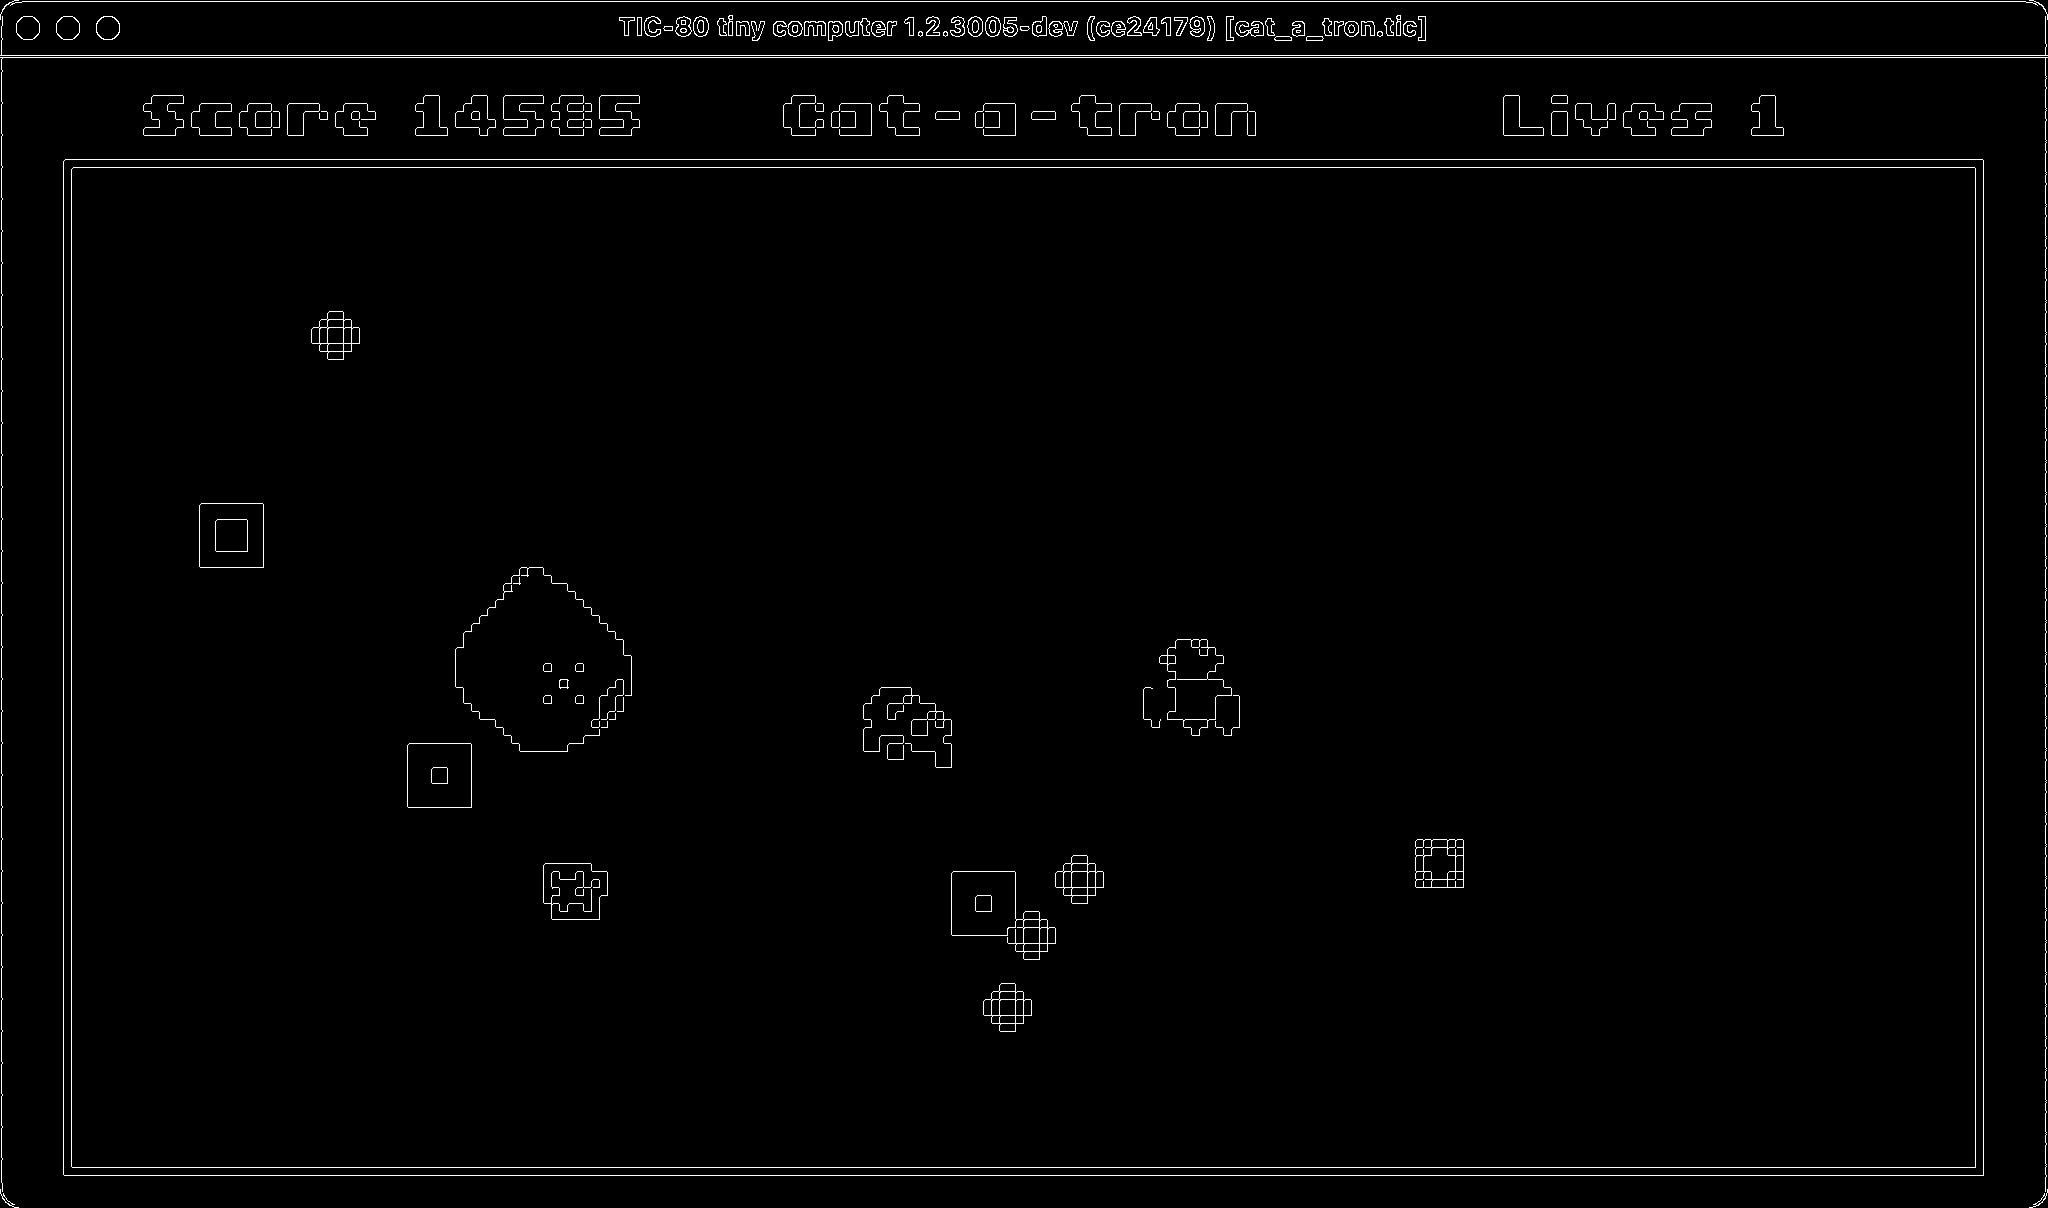 TIC-80 tiny computer 1.2.3005-dev (ce24179) [cat_a_tron.tic]
Score 14585 Cat-a-tron Lives 1